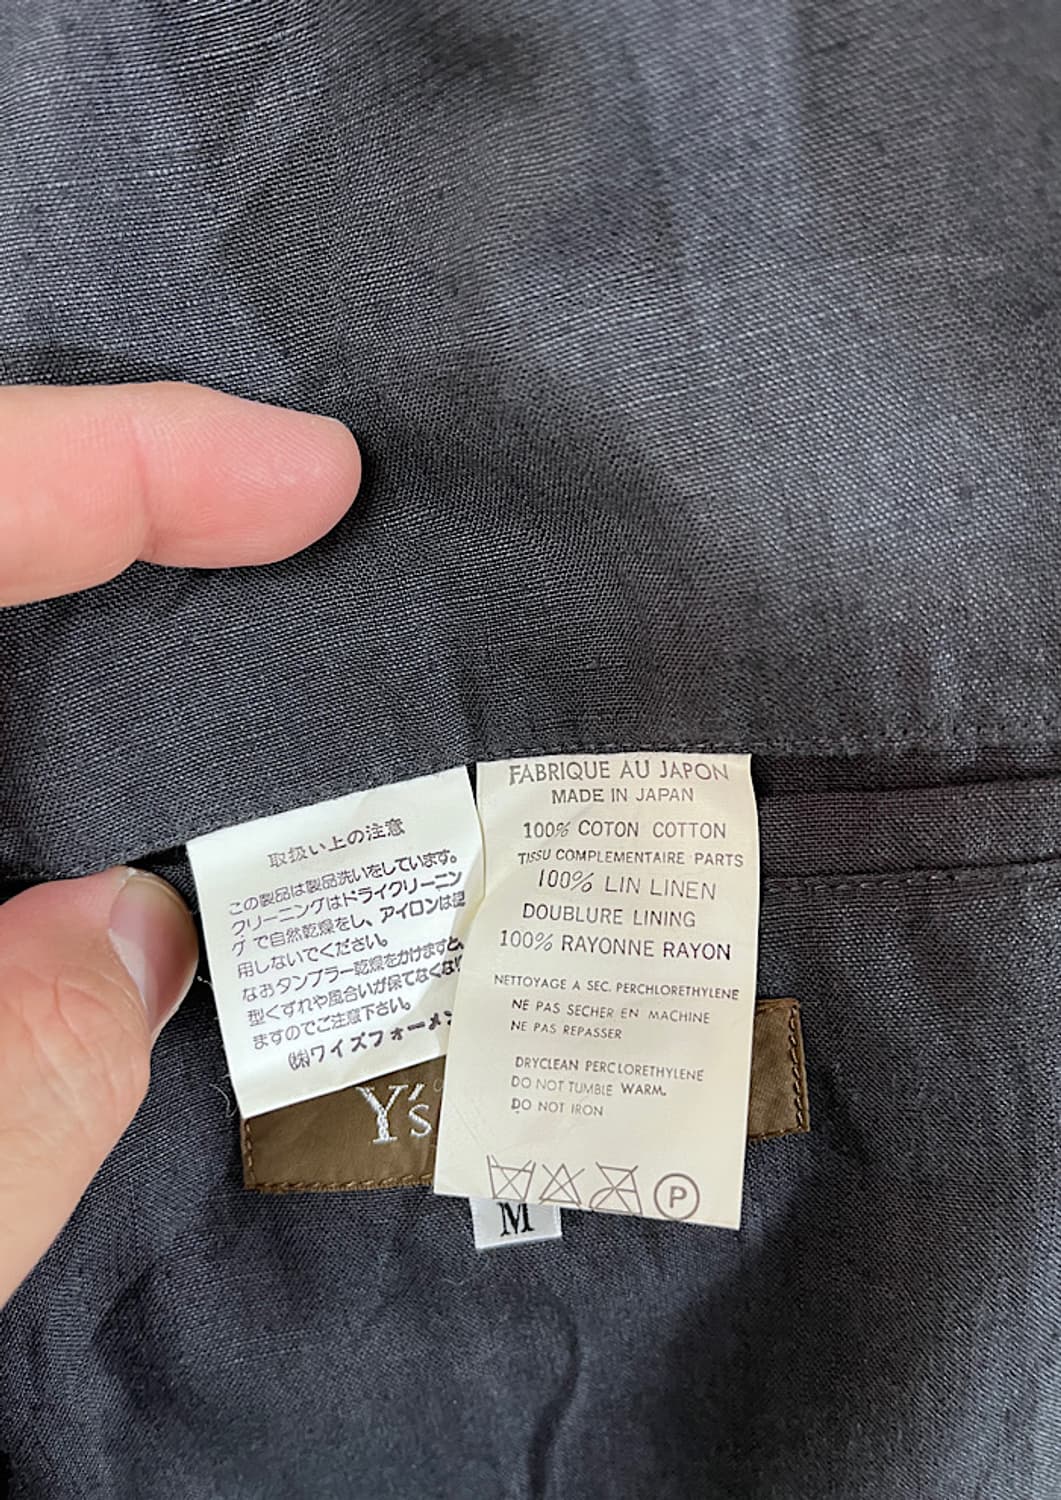 取扱い上の注意
この製品は製品洗いをしています。
クリーニングはドライクリーニン
グで自然乾燥をし、アイロンは
用しないでください。
なおタンブラー乾燥をかけますと、
型くずれや風合いが保てなくな
ますのでご注意下さい。
㈱ワイズフォーメン
FABRIQUE AU JAPON
MADE IN JAPAN
100% COTON COTTON
TISSU COMPLEMENTAIRE PARTS
100% LIN LINEN
DOUBLURE LINING
100% RAYONNE RAYON
NETTOYAGE A SEC. PERCHLORETHYLENE
NE PAS SECHER EN MACHINE
NE PAS REPASSER
DRYCLEAN PERCLORETHYLENE
DO NOT TUMBLE WARM.
DO NOT IRON
P
Y's
M